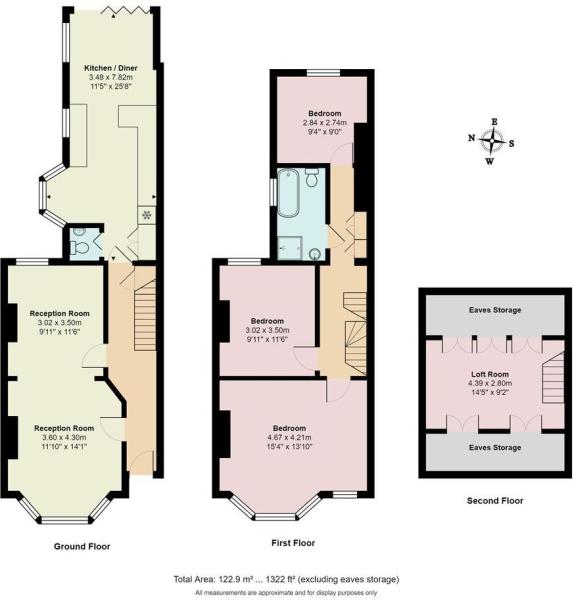 Kitchen / Diner
3.48 x 7.82m
11'5" x 25'8"
Reception Room
3.02 x 3.50m
9'11" x 11'6"
Reception Room
3.60 x 4.30m
11'10" x 14'1"
Ground Floor
Bedroom
2.84 x 2.74m
9'4" x 9'0"
Bedroom
3.02 x 3.50m
9'11" x 11'6"
Bedroom
4.67 x 4.21m
15'4" x 13'10"
First Floor
E
N S
W
Eaves Storage
Loft Room
4.39 x 2.80m
14'5" x 9'2"
Eaves Storage
Second Floor
Total Area: 122.9 m² ... 1322 ft² (excluding eaves storage)
All measurements are approximate and for display purposes only